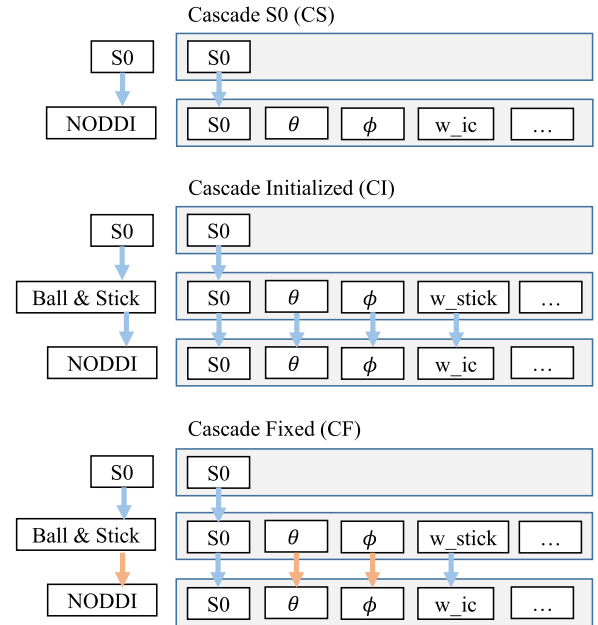 Cascade S0 (CS)
S0 S0
NODDI S0 θ ϕ w_ic …
Cascade Initialized (CI)
S0 S0
Ball & Stick S0 θ ϕ w_stick …
NODDI S0 θ ϕ w_ic …
Cascade Fixed (CF)
S0 S0
Ball & Stick S0 θ ϕ w_stick …
NODDI S0 θ ϕ w_ic …